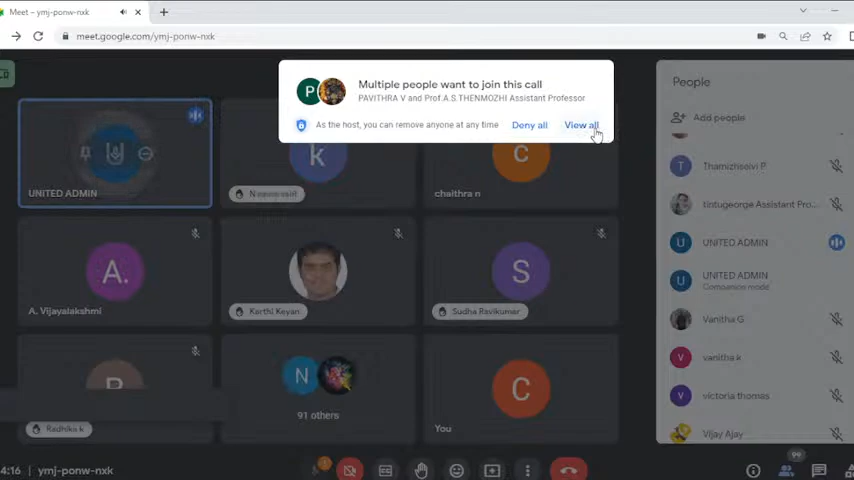 Meet – ymj-ponw-nxk
meet.google.com/ymj-ponw-nxk
Multiple people want to join this call
PAVITHRA V and Prof.A.S.THENMOZHI Assistant Professor
As the host, you can remove anyone at any time
Deny all
View all
People
Add people
Thamizhselvi P
tintugeorge Assistant Pro...
UNITED ADMIN
UNITED ADMIN
Companion mode
Vanitha G
vanitha k
victoria thomas
Vijay Ajay
UNITED ADMIN
k
C
chaithra n
A.
A. Vijayalakshmi
Karthi Keyan
S
Sudha Ravikumar
Radhika k
N
91 others
C
You
P
U
U
V
V
4:16 | ymj-ponw-nxk
99